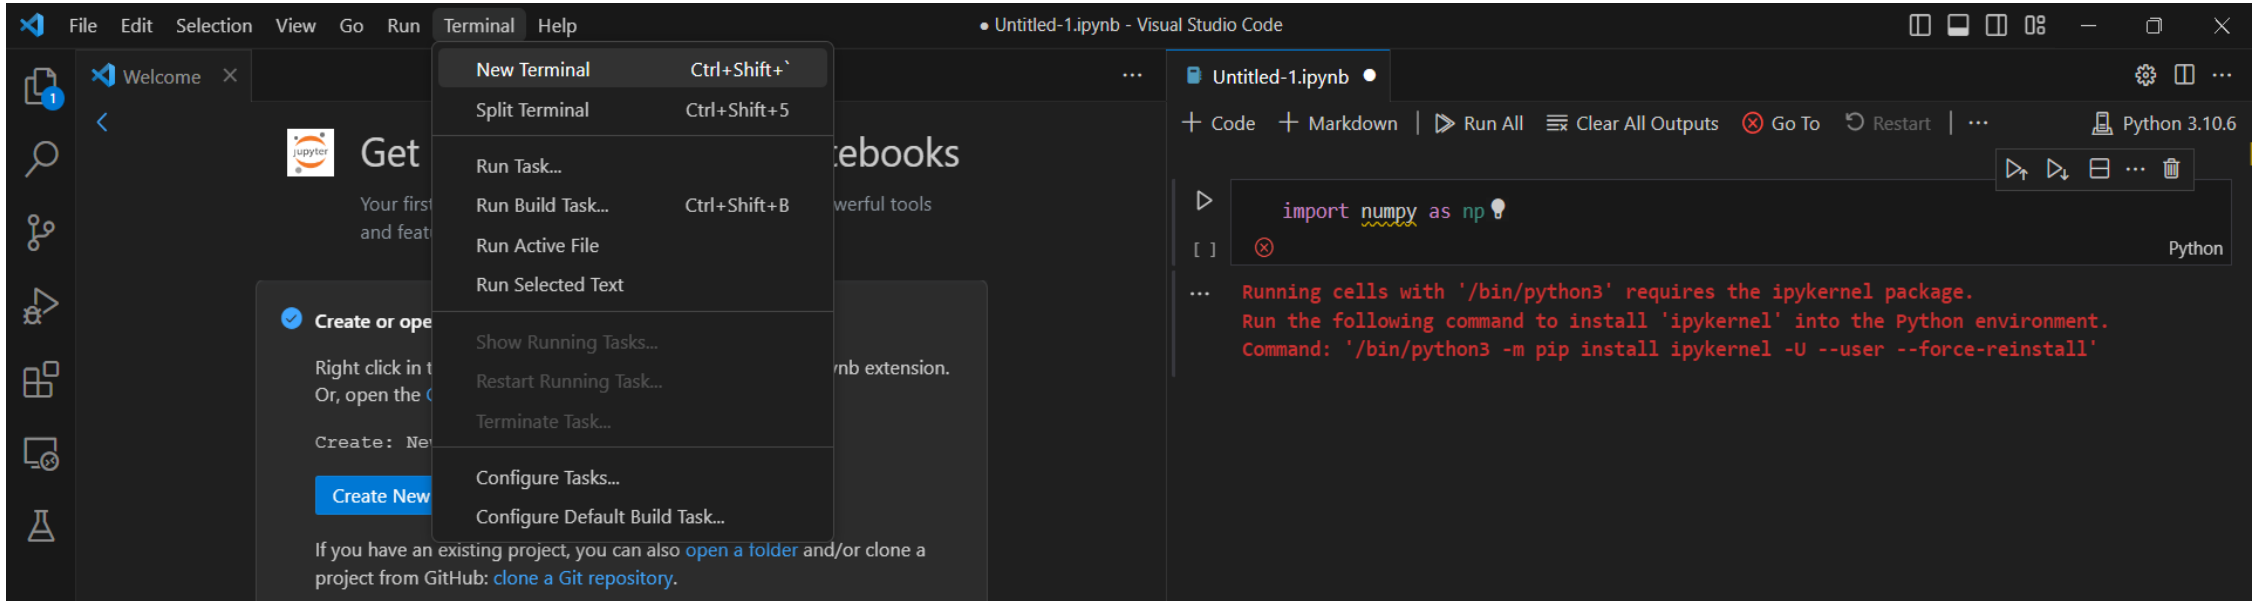 File Edit Selection View Go Run Terminal Help
● Untitled-1.ipynb - Visual Studio Code
Welcome
1
jupyter
Get
tebooks
Your first
werful tools
and feat
Create or ope
Right click in t
ynb extension.
Or, open the
Create: Ne
Create New
If you have an existing project, you can also open a folder and/or clone a
project from GitHub: clone a Git repository.
New Terminal Ctrl+Shift+`
Split Terminal Ctrl+Shift+5
Run Task...
Run Build Task... Ctrl+Shift+B
Run Active File
Run Selected Text
Show Running Tasks...
Restart Running Task...
Terminate Task...
Configure Tasks...
Configure Default Build Task...
Untitled-1.ipynb ●
+ Code + Markdown | Run All Clear All Outputs Go To Restart | ... Python 3.10.6
import numpy as np
[ ]
Python
Running cells with '/bin/python3' requires the ipykernel package.
Run the following command to install 'ipykernel' into the Python environment.
Command: '/bin/python3 -m pip install ipykernel -U --user --force-reinstall'